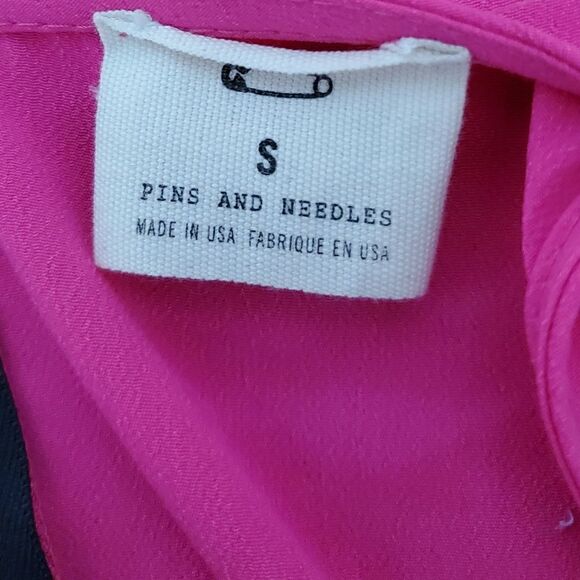 S
PINS AND NEEDLES
MADE IN USA FABRIQUE EN USA